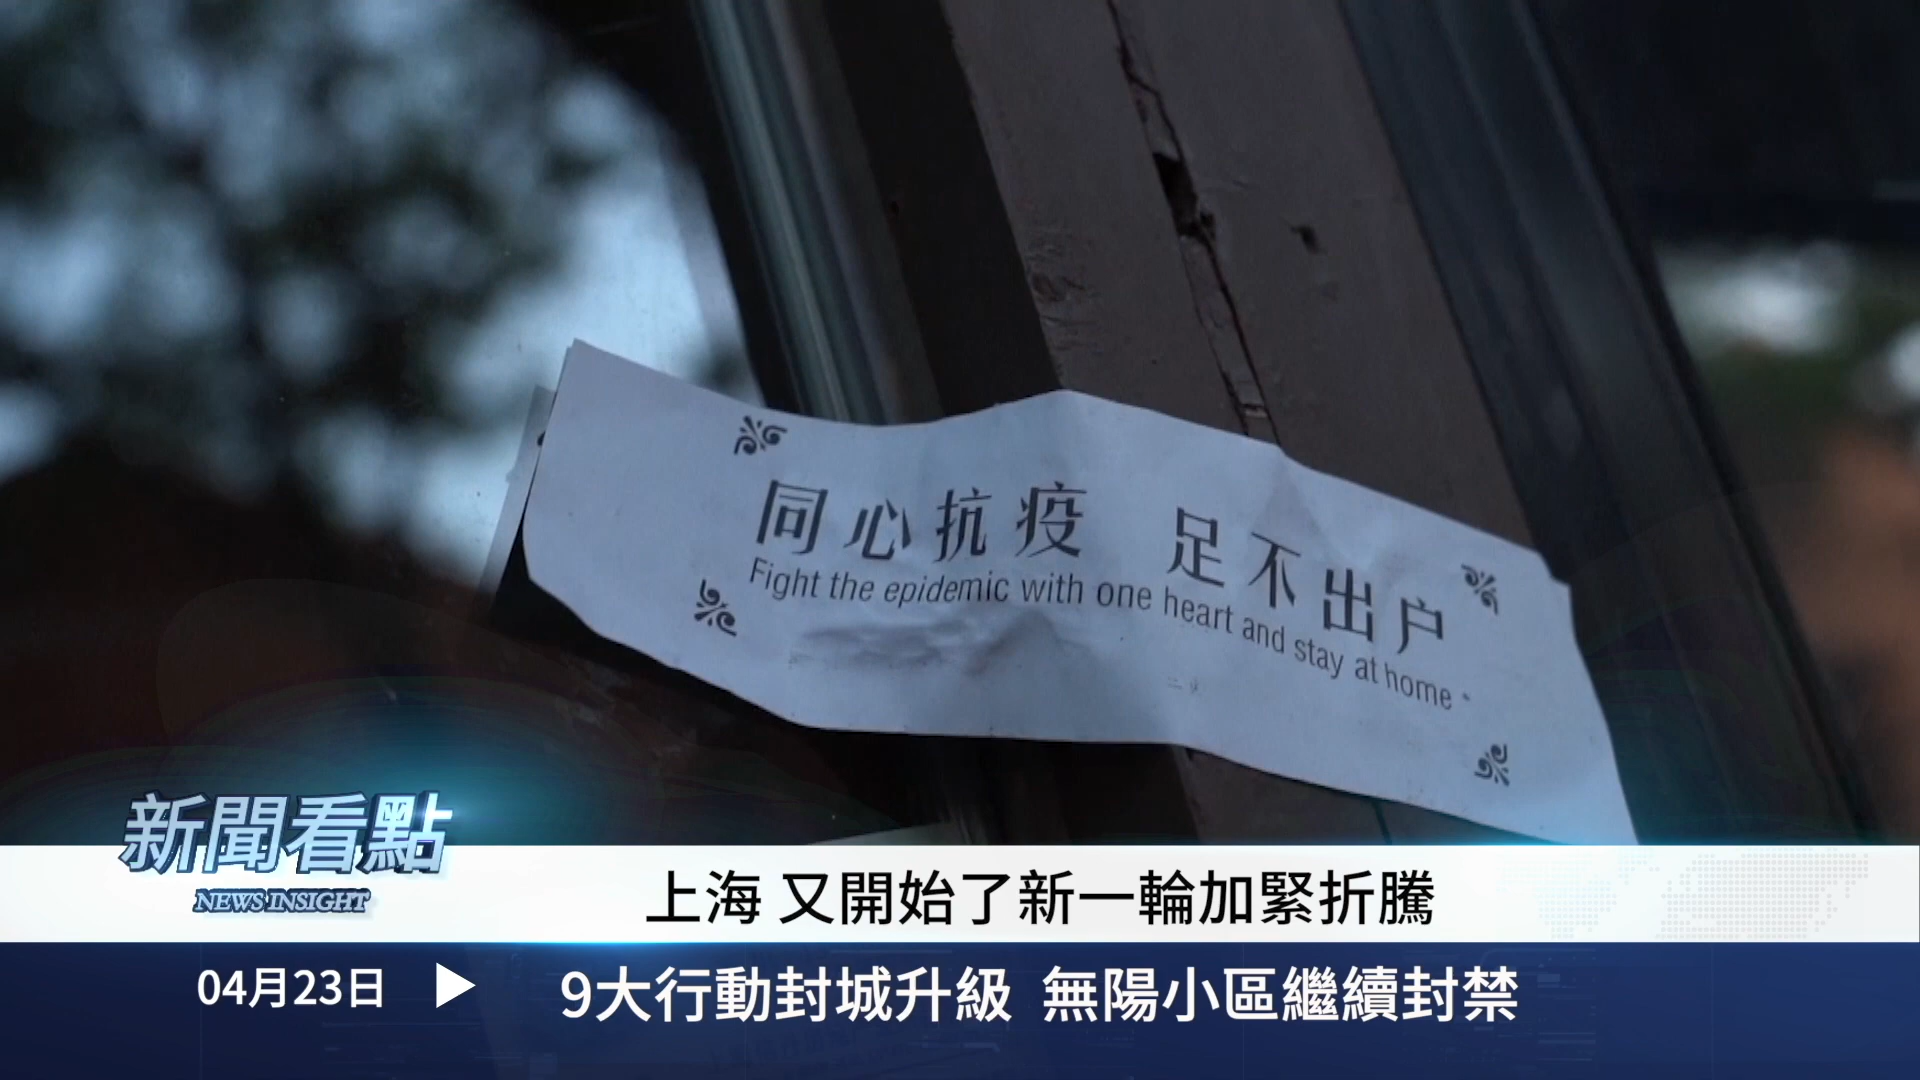 同心抗疫 足不出户
Fight the epidemic with one heart and stay at home
新聞看點
NEWS INSIGHT
上海 又開始了新一輪加緊折騰
04月23日
9大行動封城升級 無陽小區繼續封禁